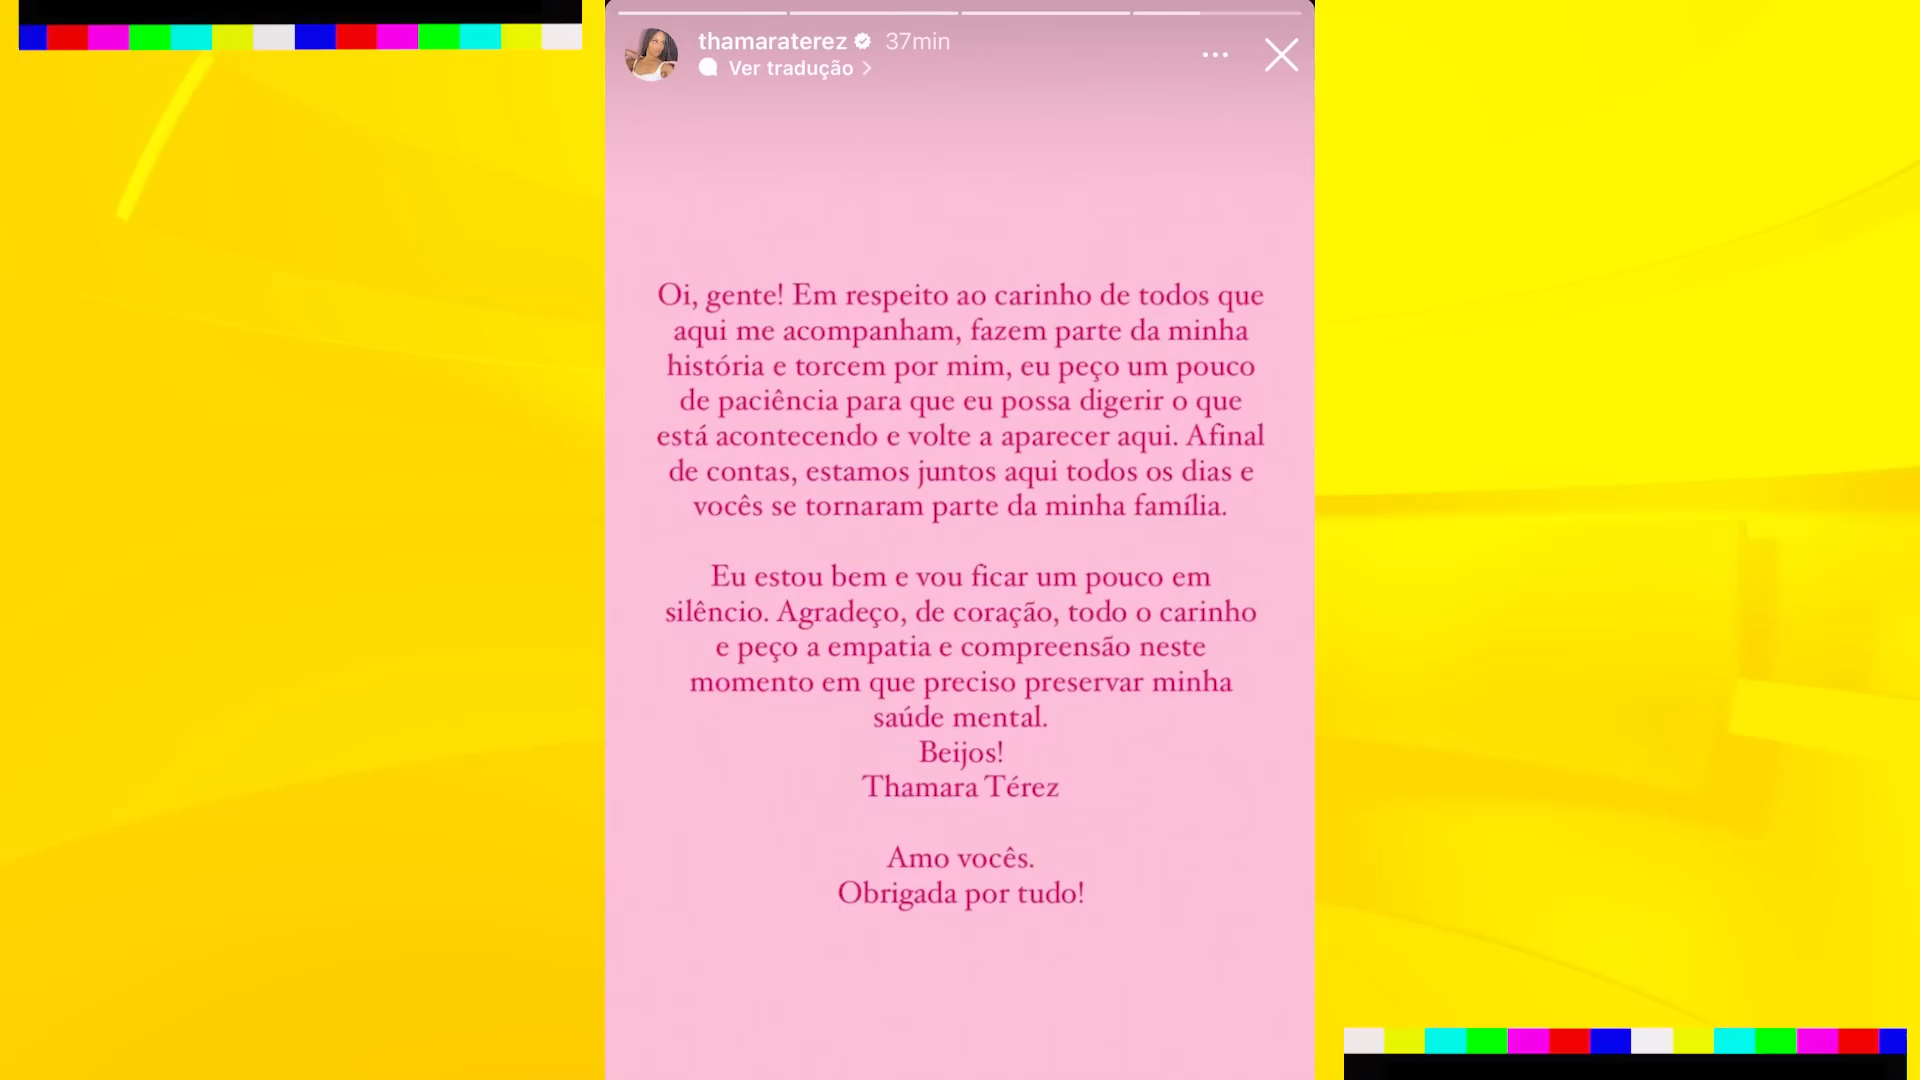 thamaraterez 37min
Ver tradução >
Oi, gente! Em respeito ao carinho de todos que
aqui me acompanham, fazem parte da minha
história e torcem por mim, eu peço um pouco
de paciência para que eu possa digerir o que
está acontecendo e volte a aparecer aqui. Afinal
de contas, estamos juntos aqui todos os dias e
vocês se tornaram parte da minha família.
Eu estou bem e vou ficar um pouco em
silêncio. Agradeço, de coração, todo o carinho
e peço a empatia e compreensão neste
momento em que preciso preservar minha
saúde mental.
Beijos!
Thamara Térez
Amo vocês.
Obrigada por tudo!